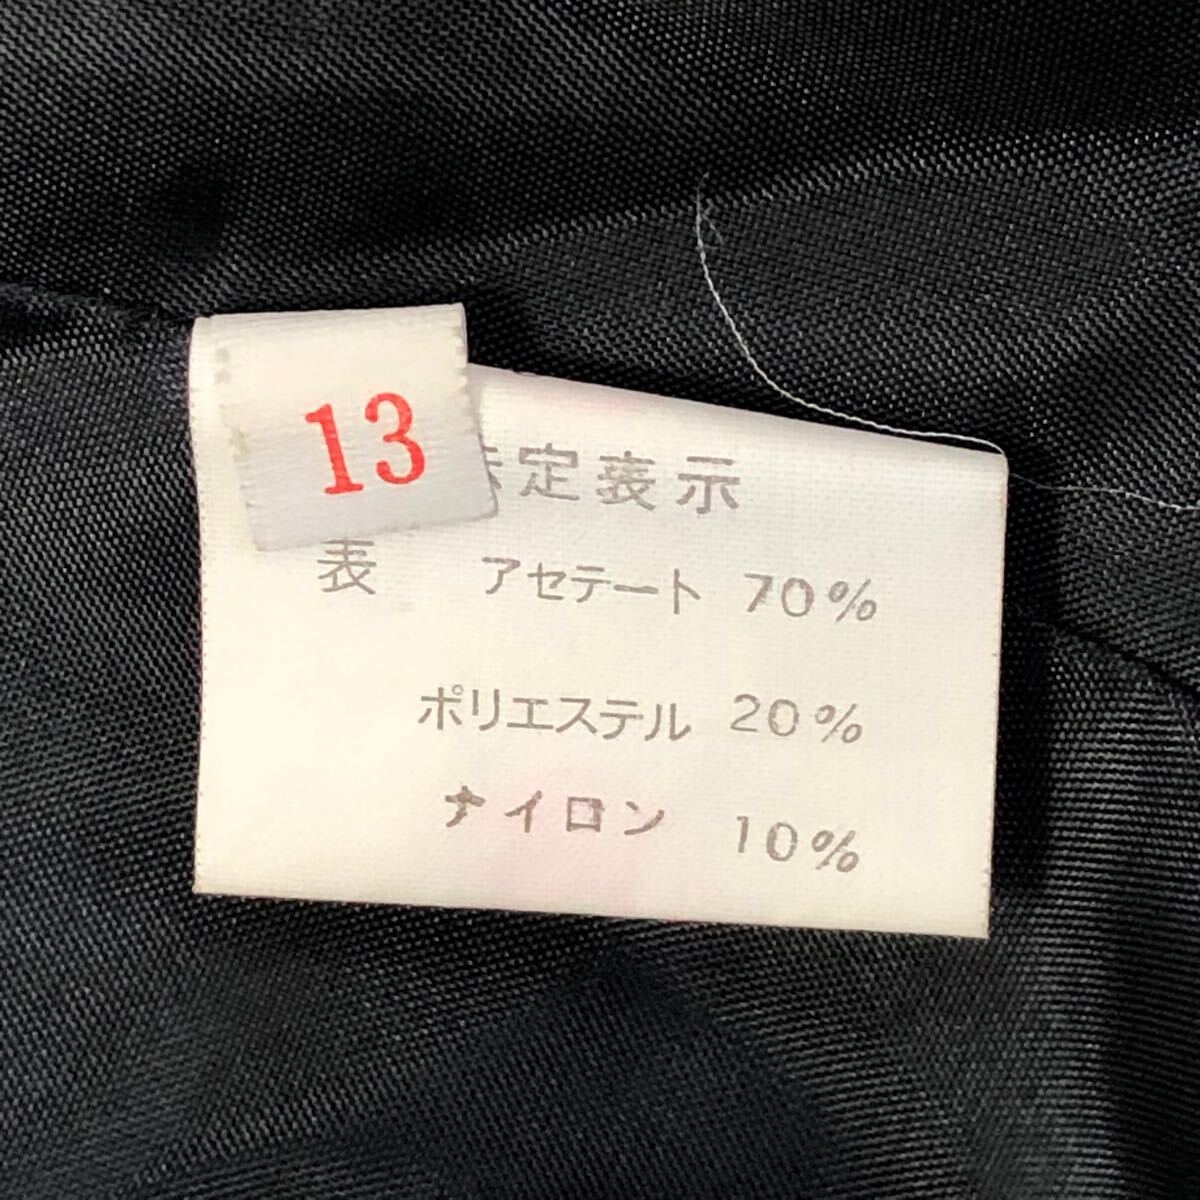 13
定表示
表 アセテート 70%
ポリエステル 20%
ナイロン 10%